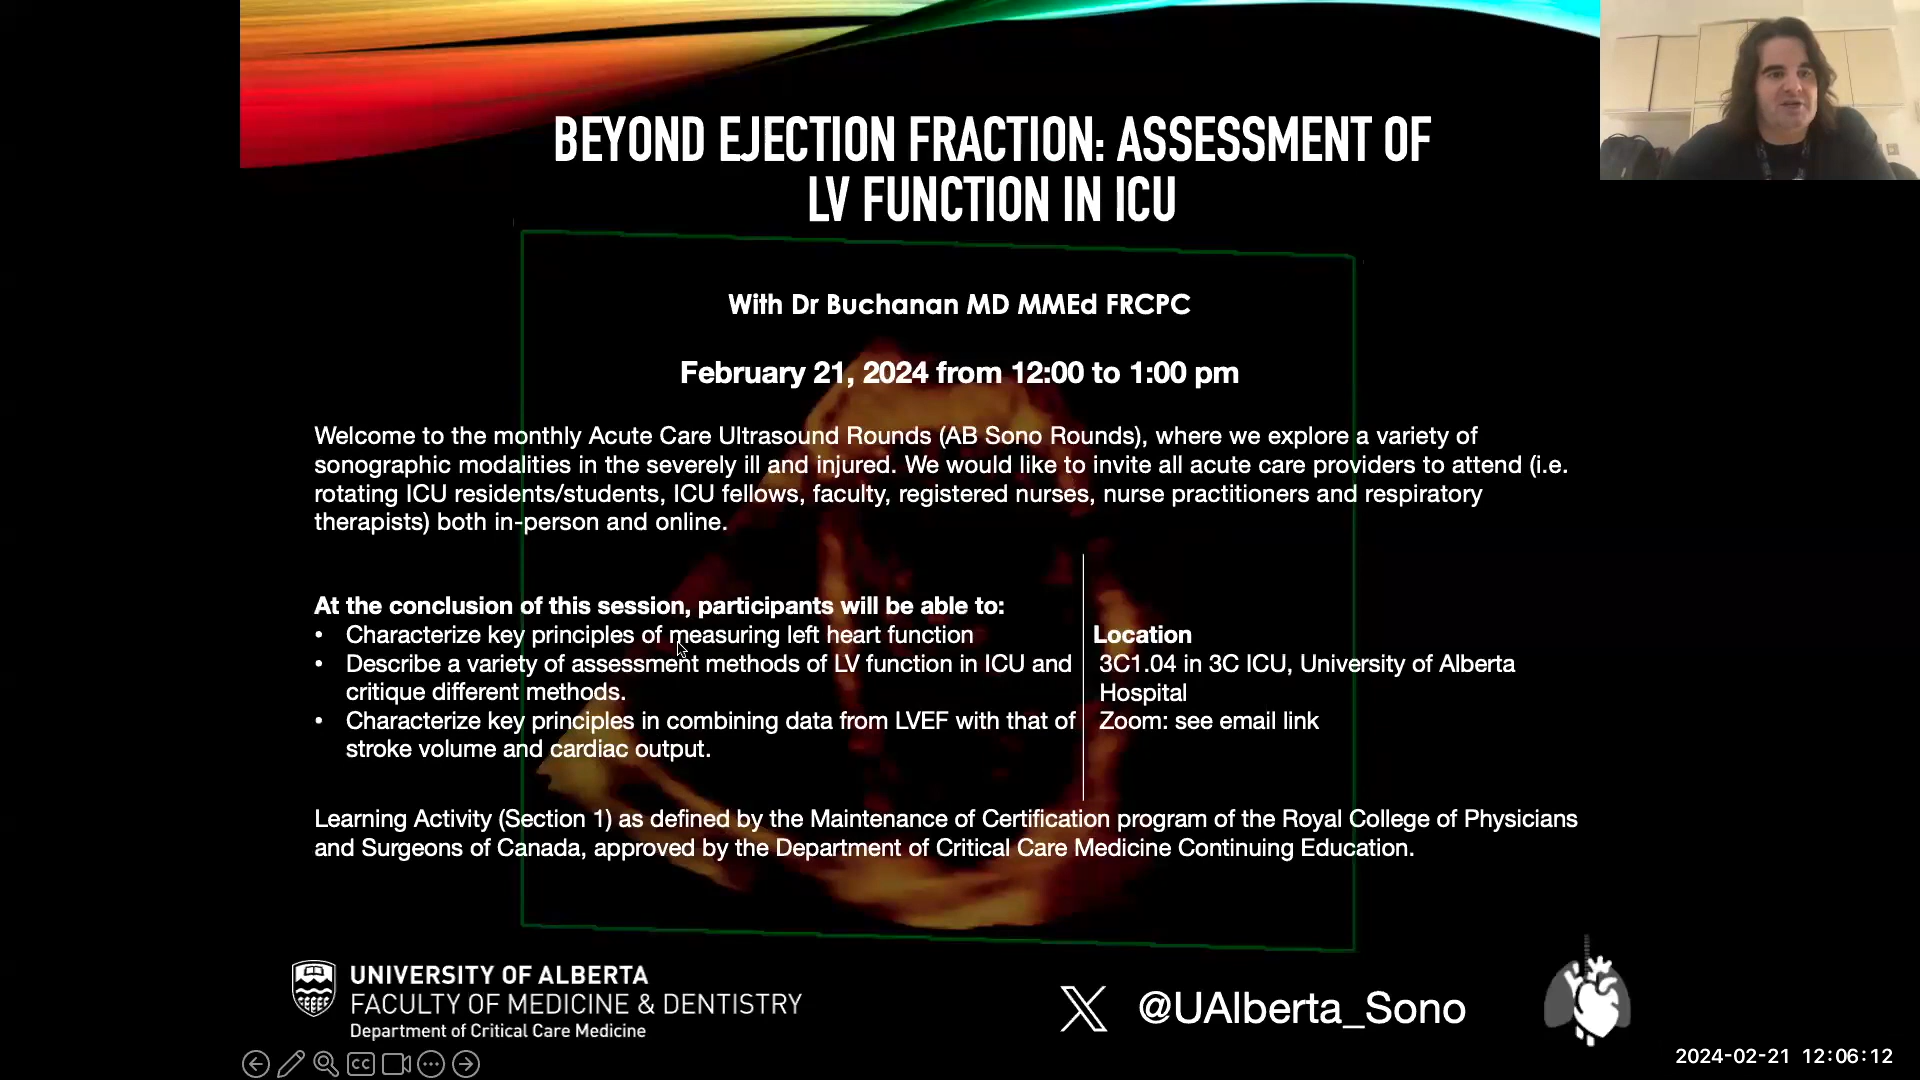 BEYOND EJECTION FRACTION: ASSESSMENT OF
LV FUNCTION IN ICU
With Dr Buchanan MD MMEd FRCPC
February 21, 2024 from 12:00 to 1:00 pm
Welcome to the monthly Acute Care Ultrasound Rounds (AB Sono Rounds), where we explore a variety of
sonographic modalities in the severely ill and injured. We would like to invite all acute care providers to attend (i.e.
rotating ICU residents/students, ICU fellows, faculty, registered nurses, nurse practitioners and respiratory
therapists) both in-person and online.
At the conclusion of this session, participants will be able to:
• Characterize key principles of measuring left heart function
• Describe a variety of assessment methods of LV function in ICU and
critique different methods.
• Characterize key principles in combining data from LVEF with that of
stroke volume and cardiac output.
Location
3C1.04 in 3C ICU, University of Alberta
Hospital
Zoom: see email link
Learning Activity (Section 1) as defined by the Maintenance of Certification program of the Royal College of Physicians
and Surgeons of Canada, approved by the Department of Critical Care Medicine Continuing Education.
UNIVERSITY OF ALBERTA
FACULTY OF MEDICINE & DENTISTRY
Department of Critical Care Medicine
X @UAlberta_Sono
CC
2024-02-21 12:06:12